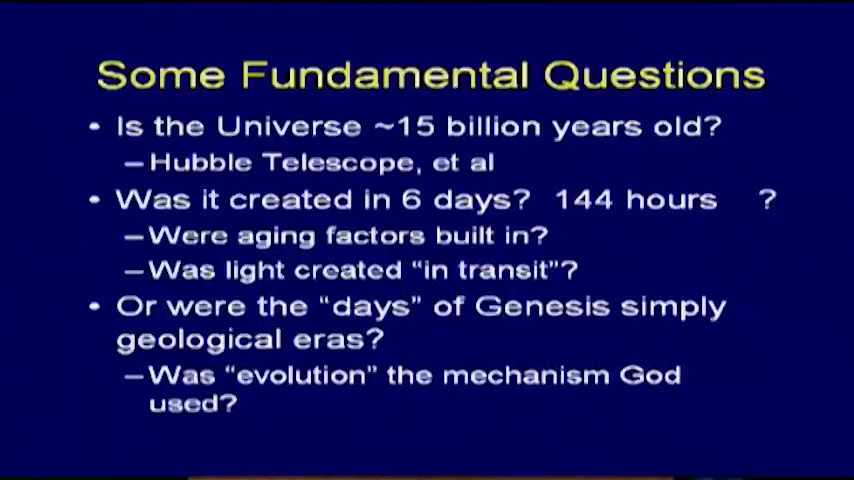 Some Fundamental Questions
• Is the Universe ~15 billion years old?
–Hubble Telescope, et al
• Was it created in 6 days? 144 hours ?
–Were aging factors built in?
–Was light created “in transit”?
• Or were the “days” of Genesis simply
geological eras?
–Was “evolution” the mechanism God
used?